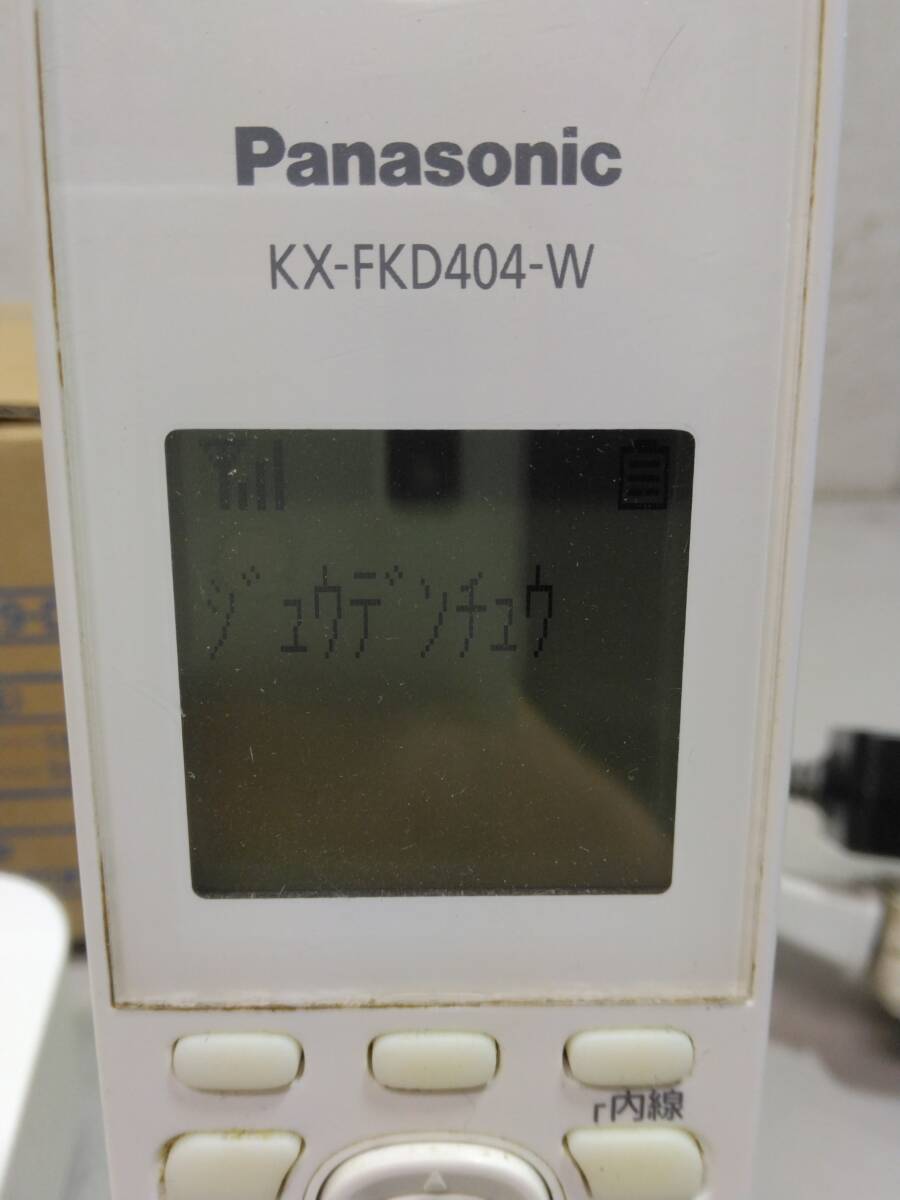 Panasonic
KX-FKD404-W
ｼﾞｭｳﾃﾞﾝﾁｭｳ
内線